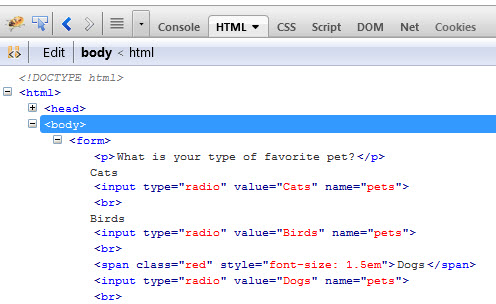 Console HTML CSS Script DOM Net Cookies
Edit body < html
<!DOCTYPE html>
<html>
<head>
<body>
<form>
<p>What is your type of favorite pet?</p>
Cats
<input type="radio" value="Cats" name="pets">
<br>
Birds
<input type="radio" value="Birds" name="pets">
<br>
<span class="red" style="font-size: 1.5em">Dogs</span>
<input type="radio" value="Dogs" name="pets">
<br>